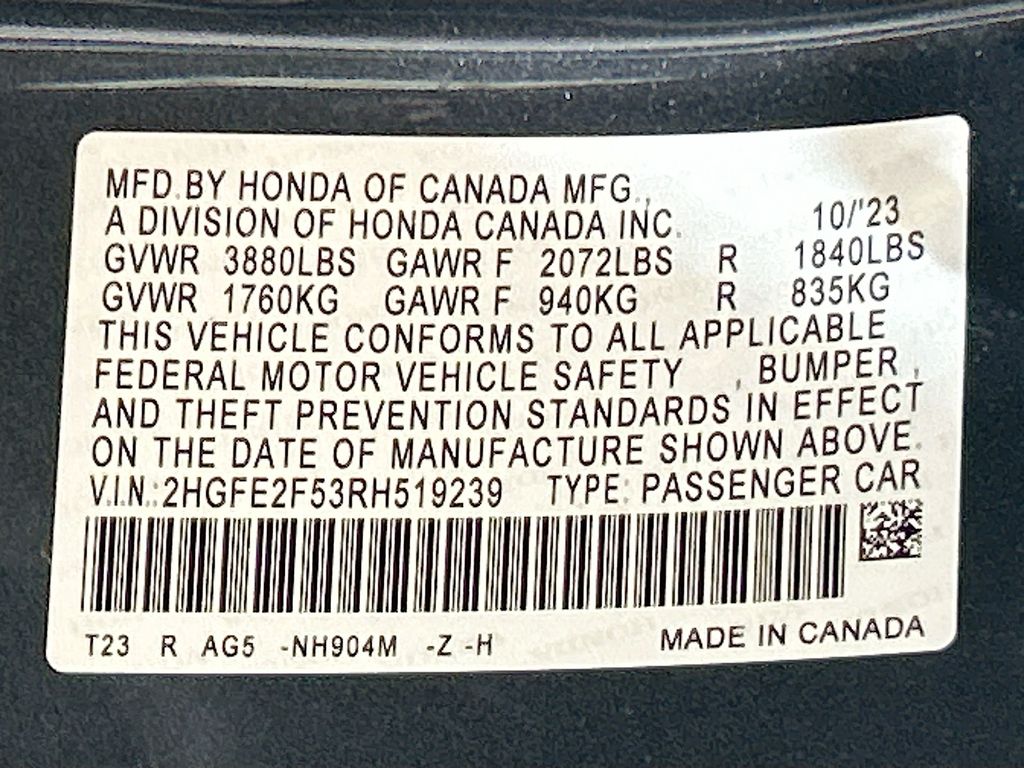 MFD. BY HONDA OF CANADA MFG.,
A DIVISION OF HONDA CANADA INC. 10/'23
GVWR 3880LBS GAWR F 2072LBS R 1840LBS
GVWR 1760KG GAWR F 940KG R 835KG
THIS VEHICLE CONFORMS TO ALL APPLICABLE
FEDERAL MOTOR VEHICLE SAFETY , BUMPER ,
AND THEFT PREVENTION STANDARDS IN EFFECT
ON THE DATE OF MANUFACTURE SHOWN ABOVE.
V.I.N.: 2HGFE2F53RH519239 TYPE: PASSENGER CAR
T23 R AG5 -NH904M -Z -H MADE IN CANADA